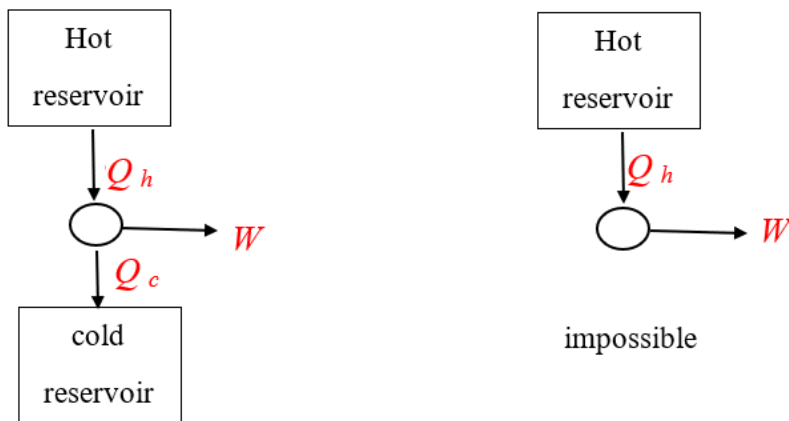 Hot
reservoir
Q h
W
Q c
cold
reservoir
Hot
reservoir
Q h
W
impossible